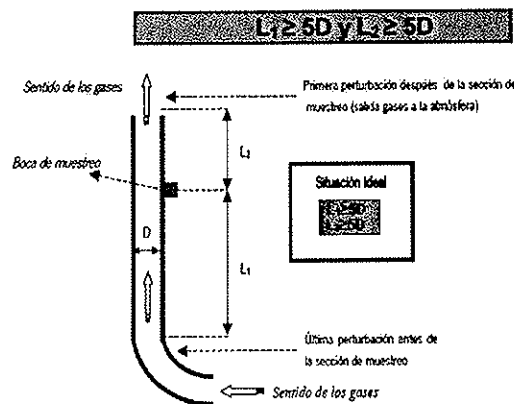 L₁ ≥ 5D y L₂ ≥ 5D
Sentido de los gases
Primera perturbación después de la sección de
muestreo (salida gases a la atmósfera)
L₂
Boca de muestreo
Situación Ideal
D
L₁
Última perturbación antes de
la sección de muestreo
Sentido de los gases